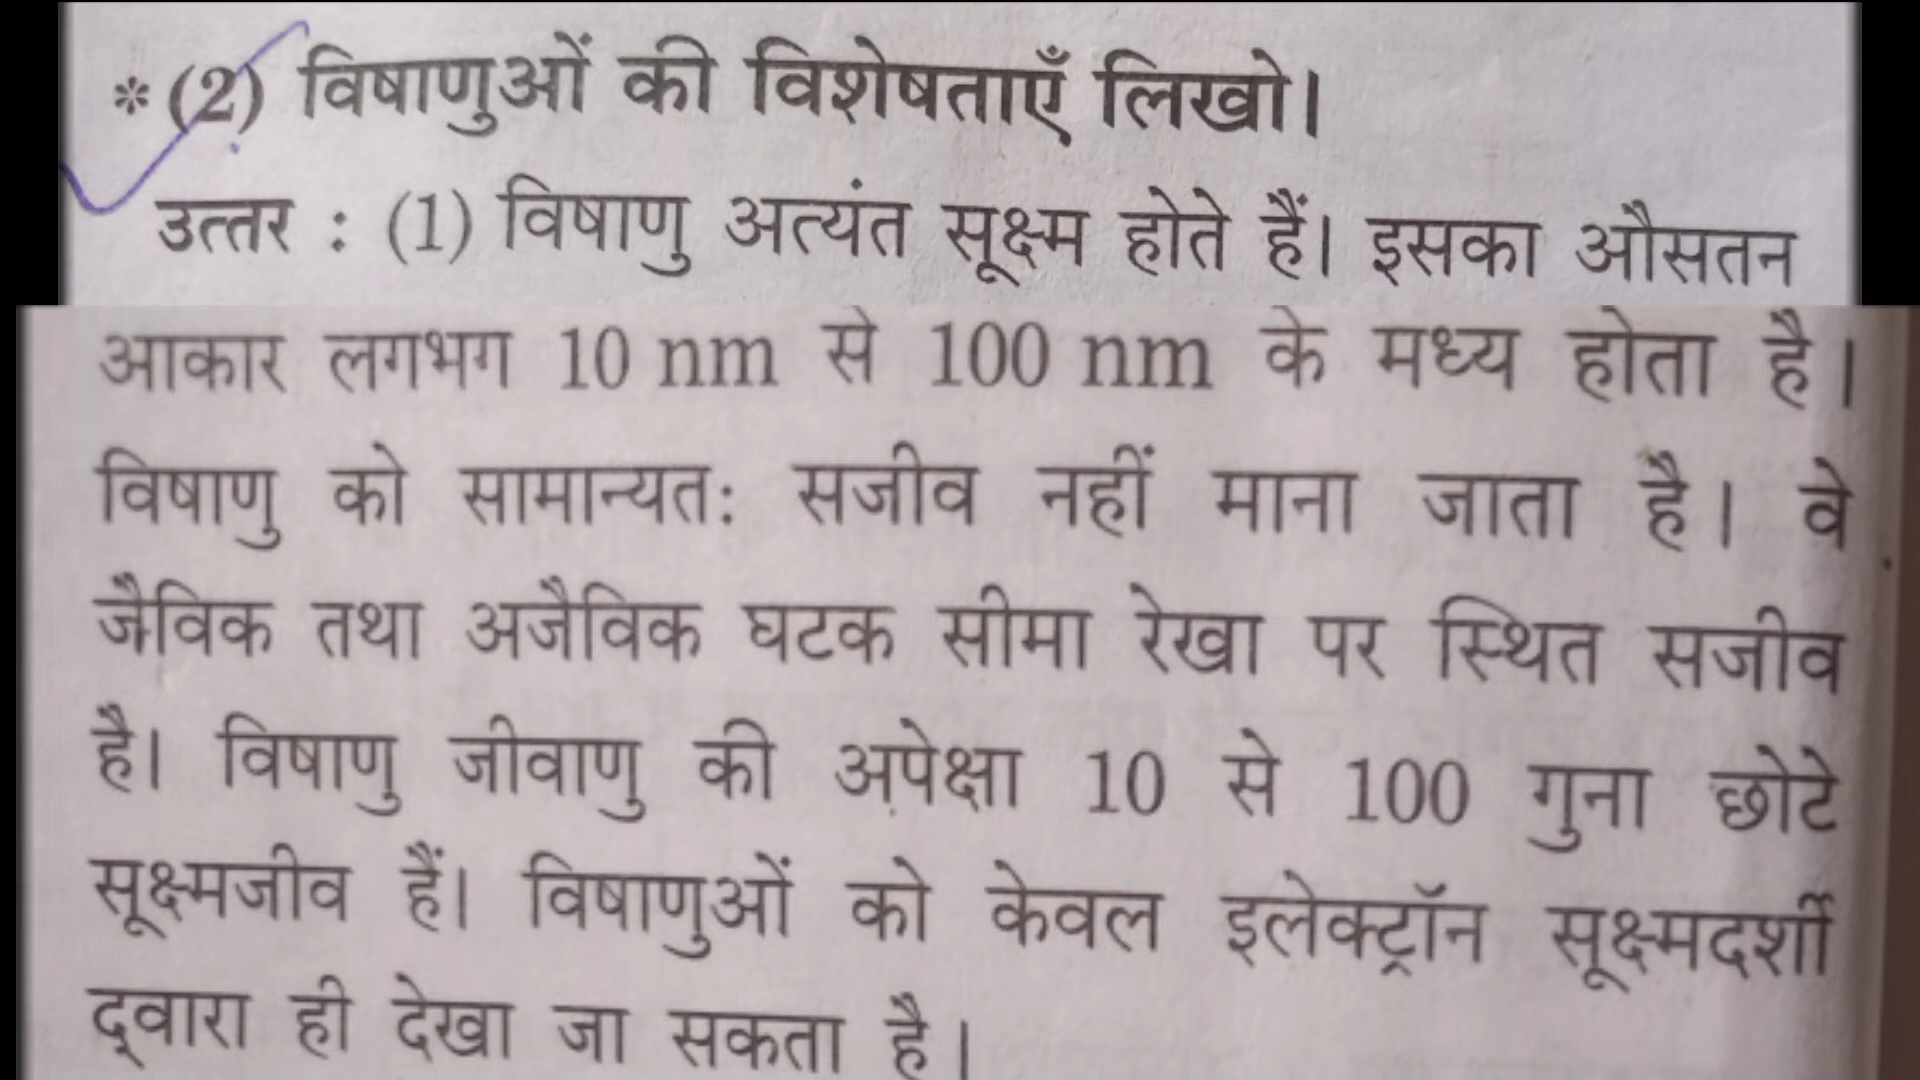 * (2) विषाणुओं की विशेषताएँ लिखो।
उत्तर : (1) विषाणु अत्यंत सूक्ष्म होते हैं। इसका औसतन
आकार लगभग 10 nm से 100 nm के मध्य होता है।
विषाणु को सामान्यतः सजीव नहीं माना जाता है। वे
जैविक तथा अजैविक घटक सीमा रेखा पर स्थित सजीव
है। विषाणु जीवाणु की अपेक्षा 10 से 100 गुना छोटे
सूक्ष्मजीव हैं। विषाणुओं को केवल इलेक्ट्रॉन सूक्ष्मदर्शी
द्वारा ही देखा जा सकता है।